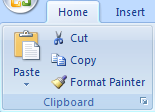 Home Insert
Cut
Copy
Paste
Format Painter
Clipboard